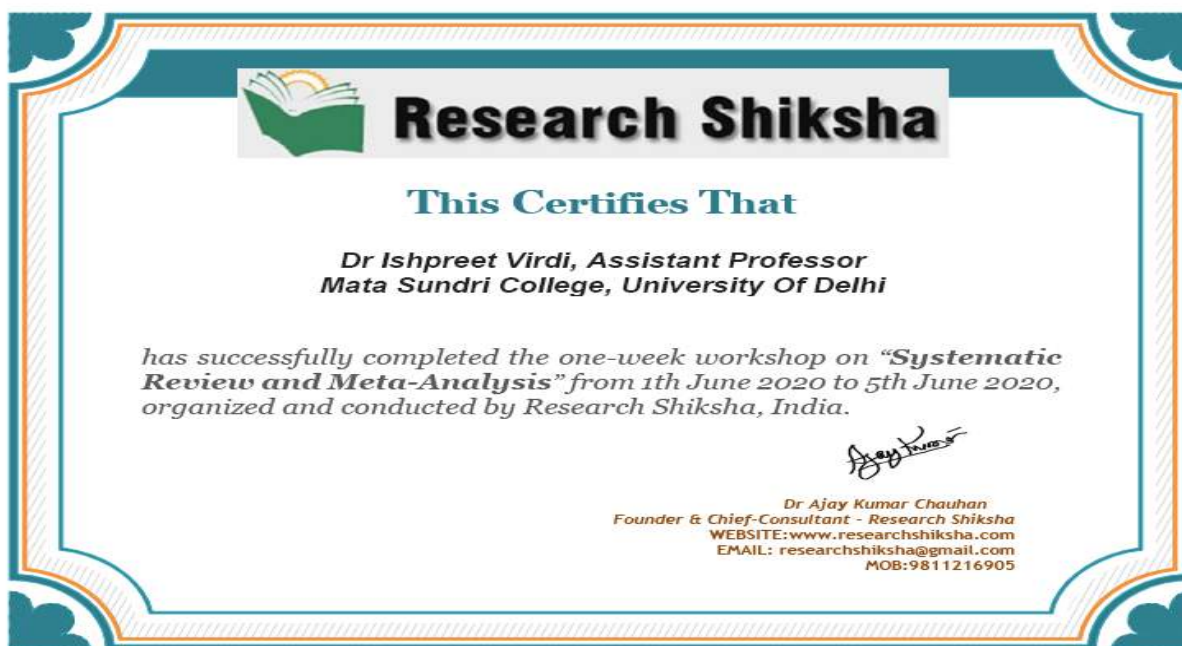 Research Shiksha
This Certifies That
Dr Ishpreet Virdi, Assistant Professor
Mata Sundri College, University Of Delhi
has successfully completed the one-week workshop on “Systematic
Review and Meta-Analysis” from 1th June 2020 to 5th June 2020,
organized and conducted by Research Shiksha, India.
Ajay Kumar
Dr Ajay Kumar Chauhan
Founder & Chief-Consultant - Research Shiksha
WEBSITE:www.researchshiksha.com
EMAIL: researchshiksha@gmail.com
MOB:9811216905